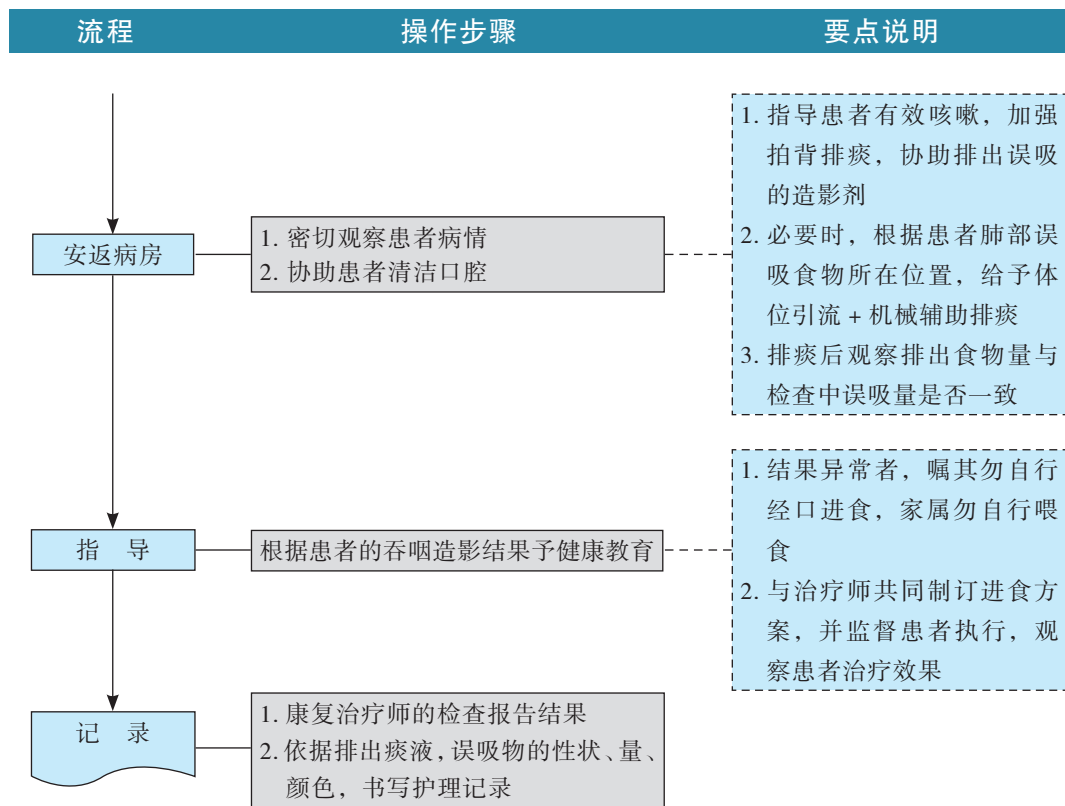 流程 操作步骤 要点说明
安返病房
1. 密切观察患者病情
2. 协助患者清洁口腔
1. 指导患者有效咳嗽，加强
拍背排痰，协助排出误吸
的造影剂
2. 必要时，根据患者肺部误
吸食物所在位置，给予体
位引流 + 机械辅助排痰
3. 排痰后观察排出食物量与
检查中误吸量是否一致
指 导
根据患者的吞咽造影结果予健康教育
1. 结果异常者，嘱其勿自行
经口进食，家属勿自行喂
食
2. 与治疗师共同制订进食方
案，并监督患者执行，观
察患者治疗效果
记 录
1. 康复治疗师的检查报告结果
2. 依据排出痰液，误吸物的性状、量、
颜色，书写护理记录